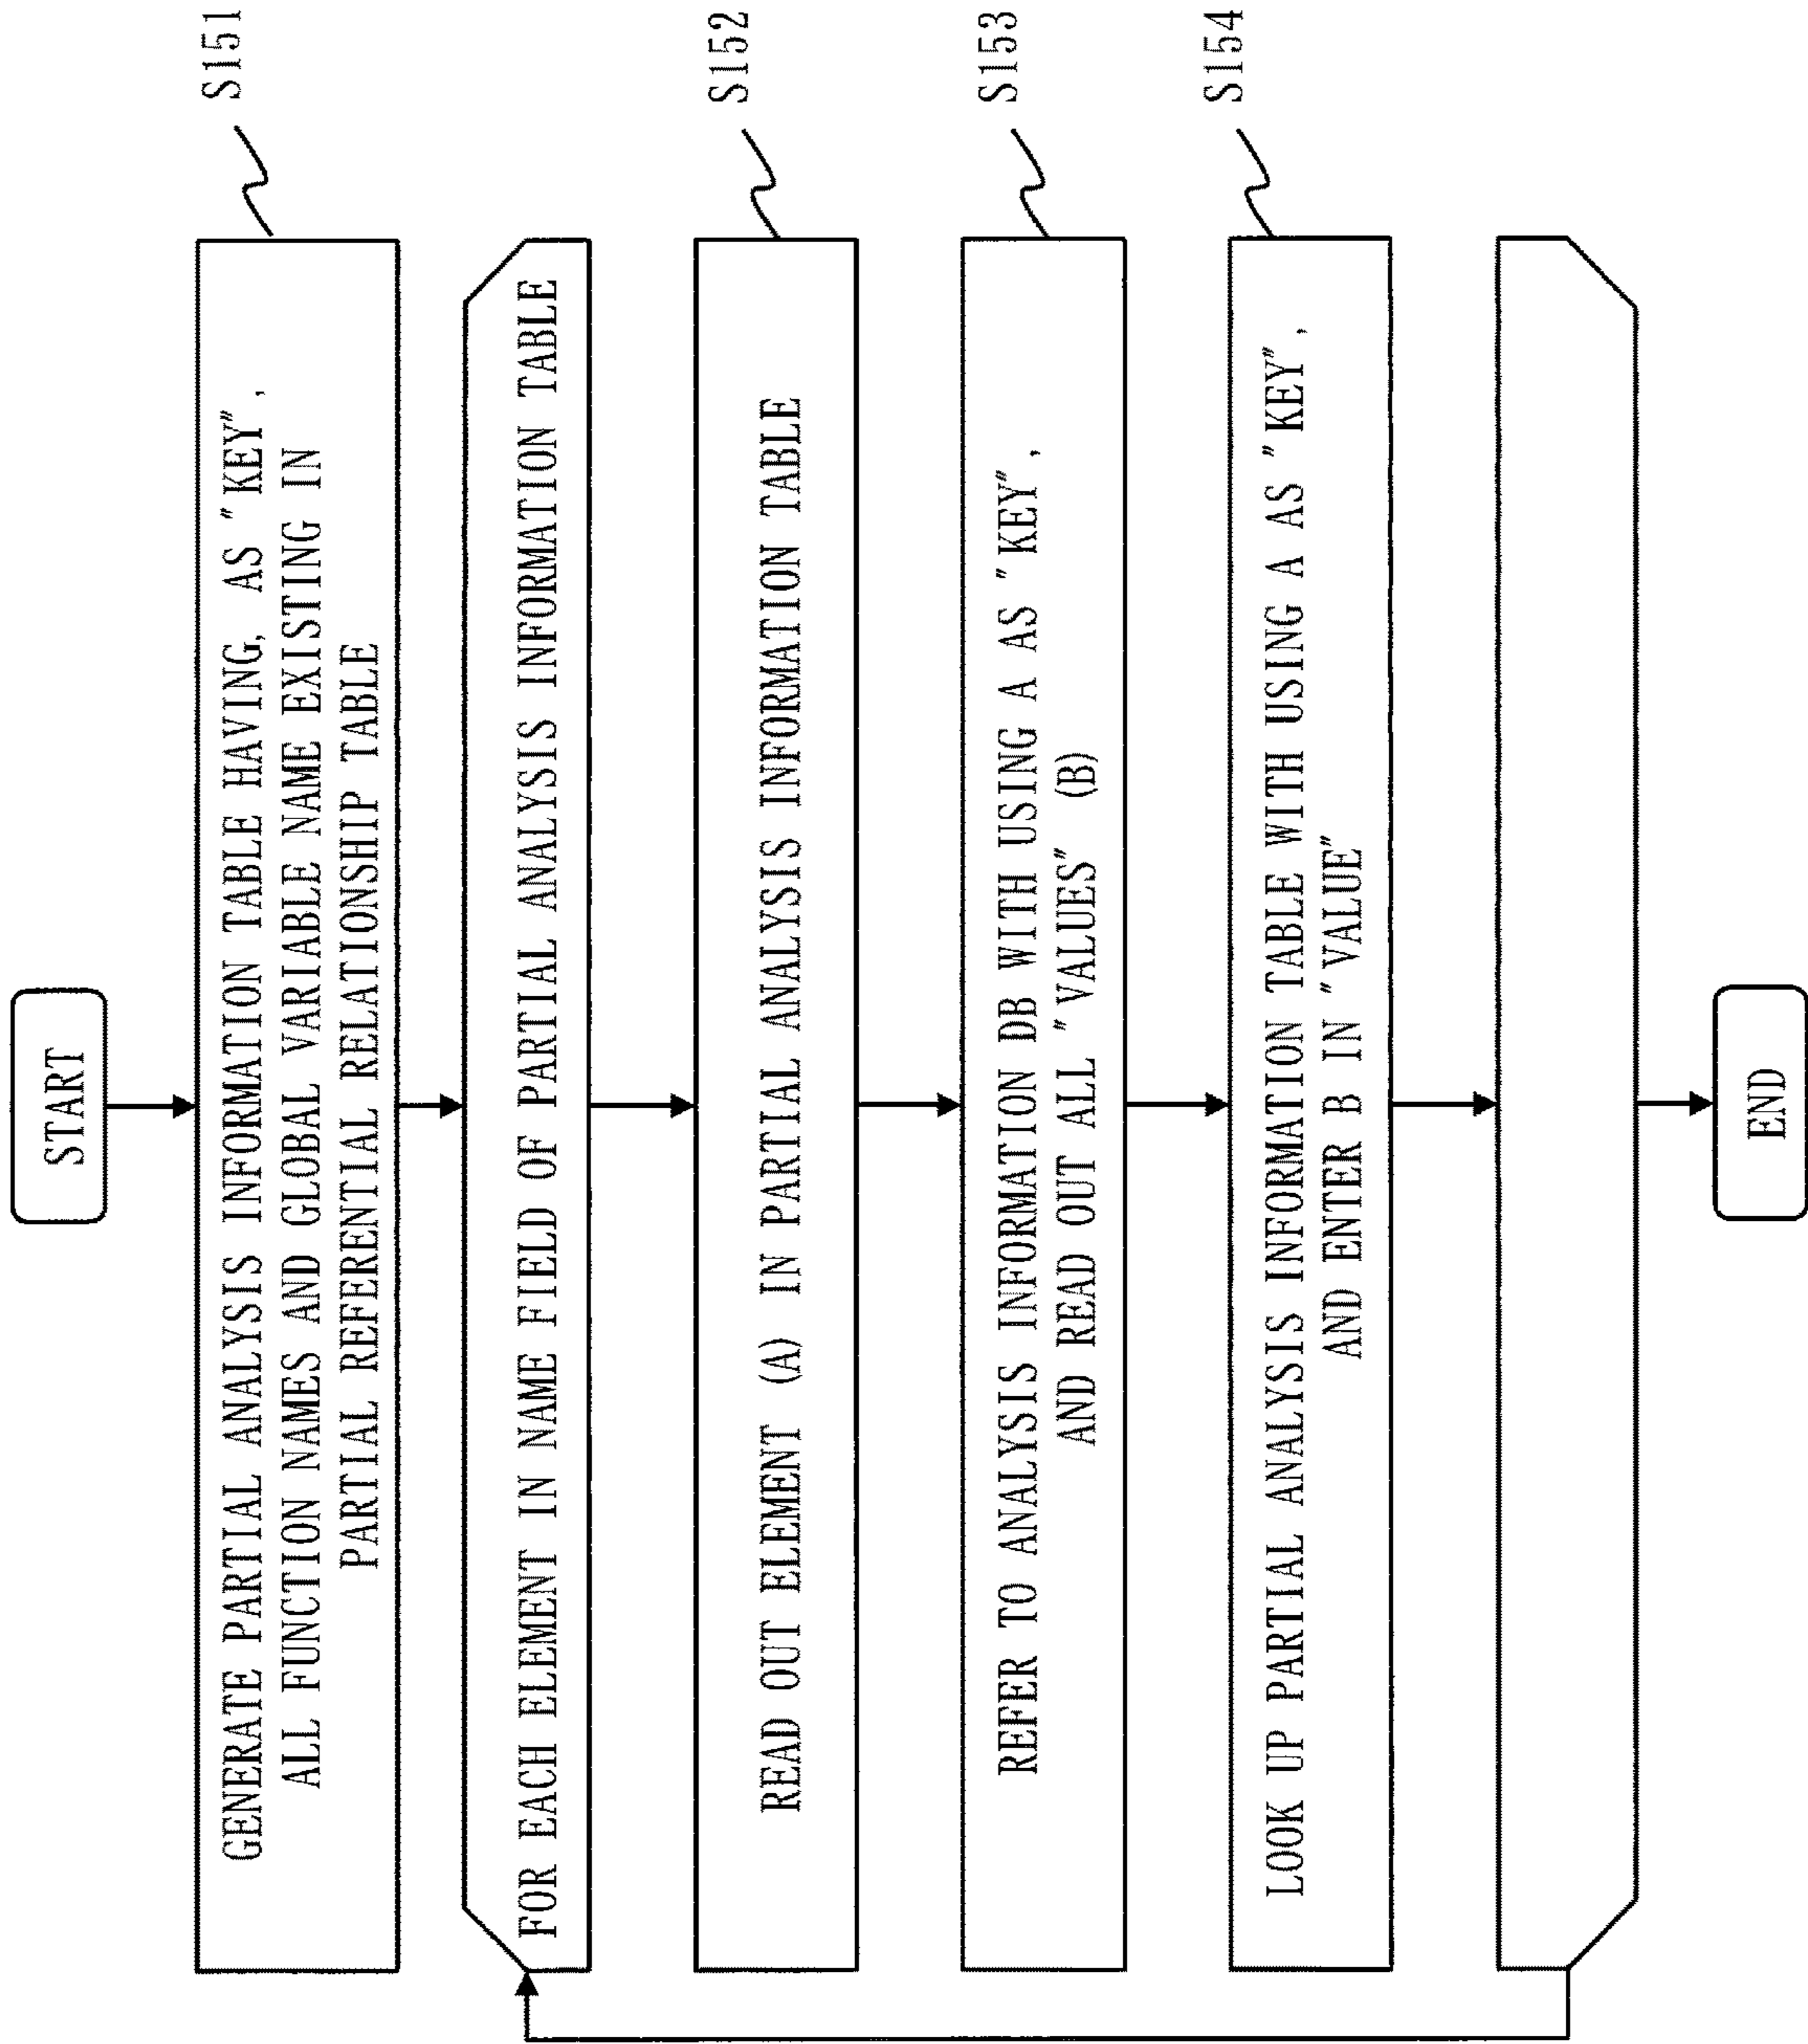 START
GENERATE PARTIAL ANALYSIS INFORMATION TABLE HAVING, AS "KEY",
ALL FUNCTION NAMES AND GLOBAL VARIABLE NAME EXISTING IN
PARTIAL REFERENTIAL RELATIONSHIP TABLE
S151
FOR EACH ELEMENT IN NAME FIELD OF PARTIAL ANALYSIS INFORMATION TABLE
READ OUT ELEMENT (A) IN PARTIAL ANALYSIS INFORMATION TABLE
S152
REFER TO ANALYSIS INFORMATION DB WITH USING A AS "KEY",
AND READ OUT ALL "VALUES" (B)
S153
LOOK UP PARTIAL ANALYSIS INFORMATION TABLE WITH USING A AS "KEY",
AND ENTER B IN "VALUE"
S154
END